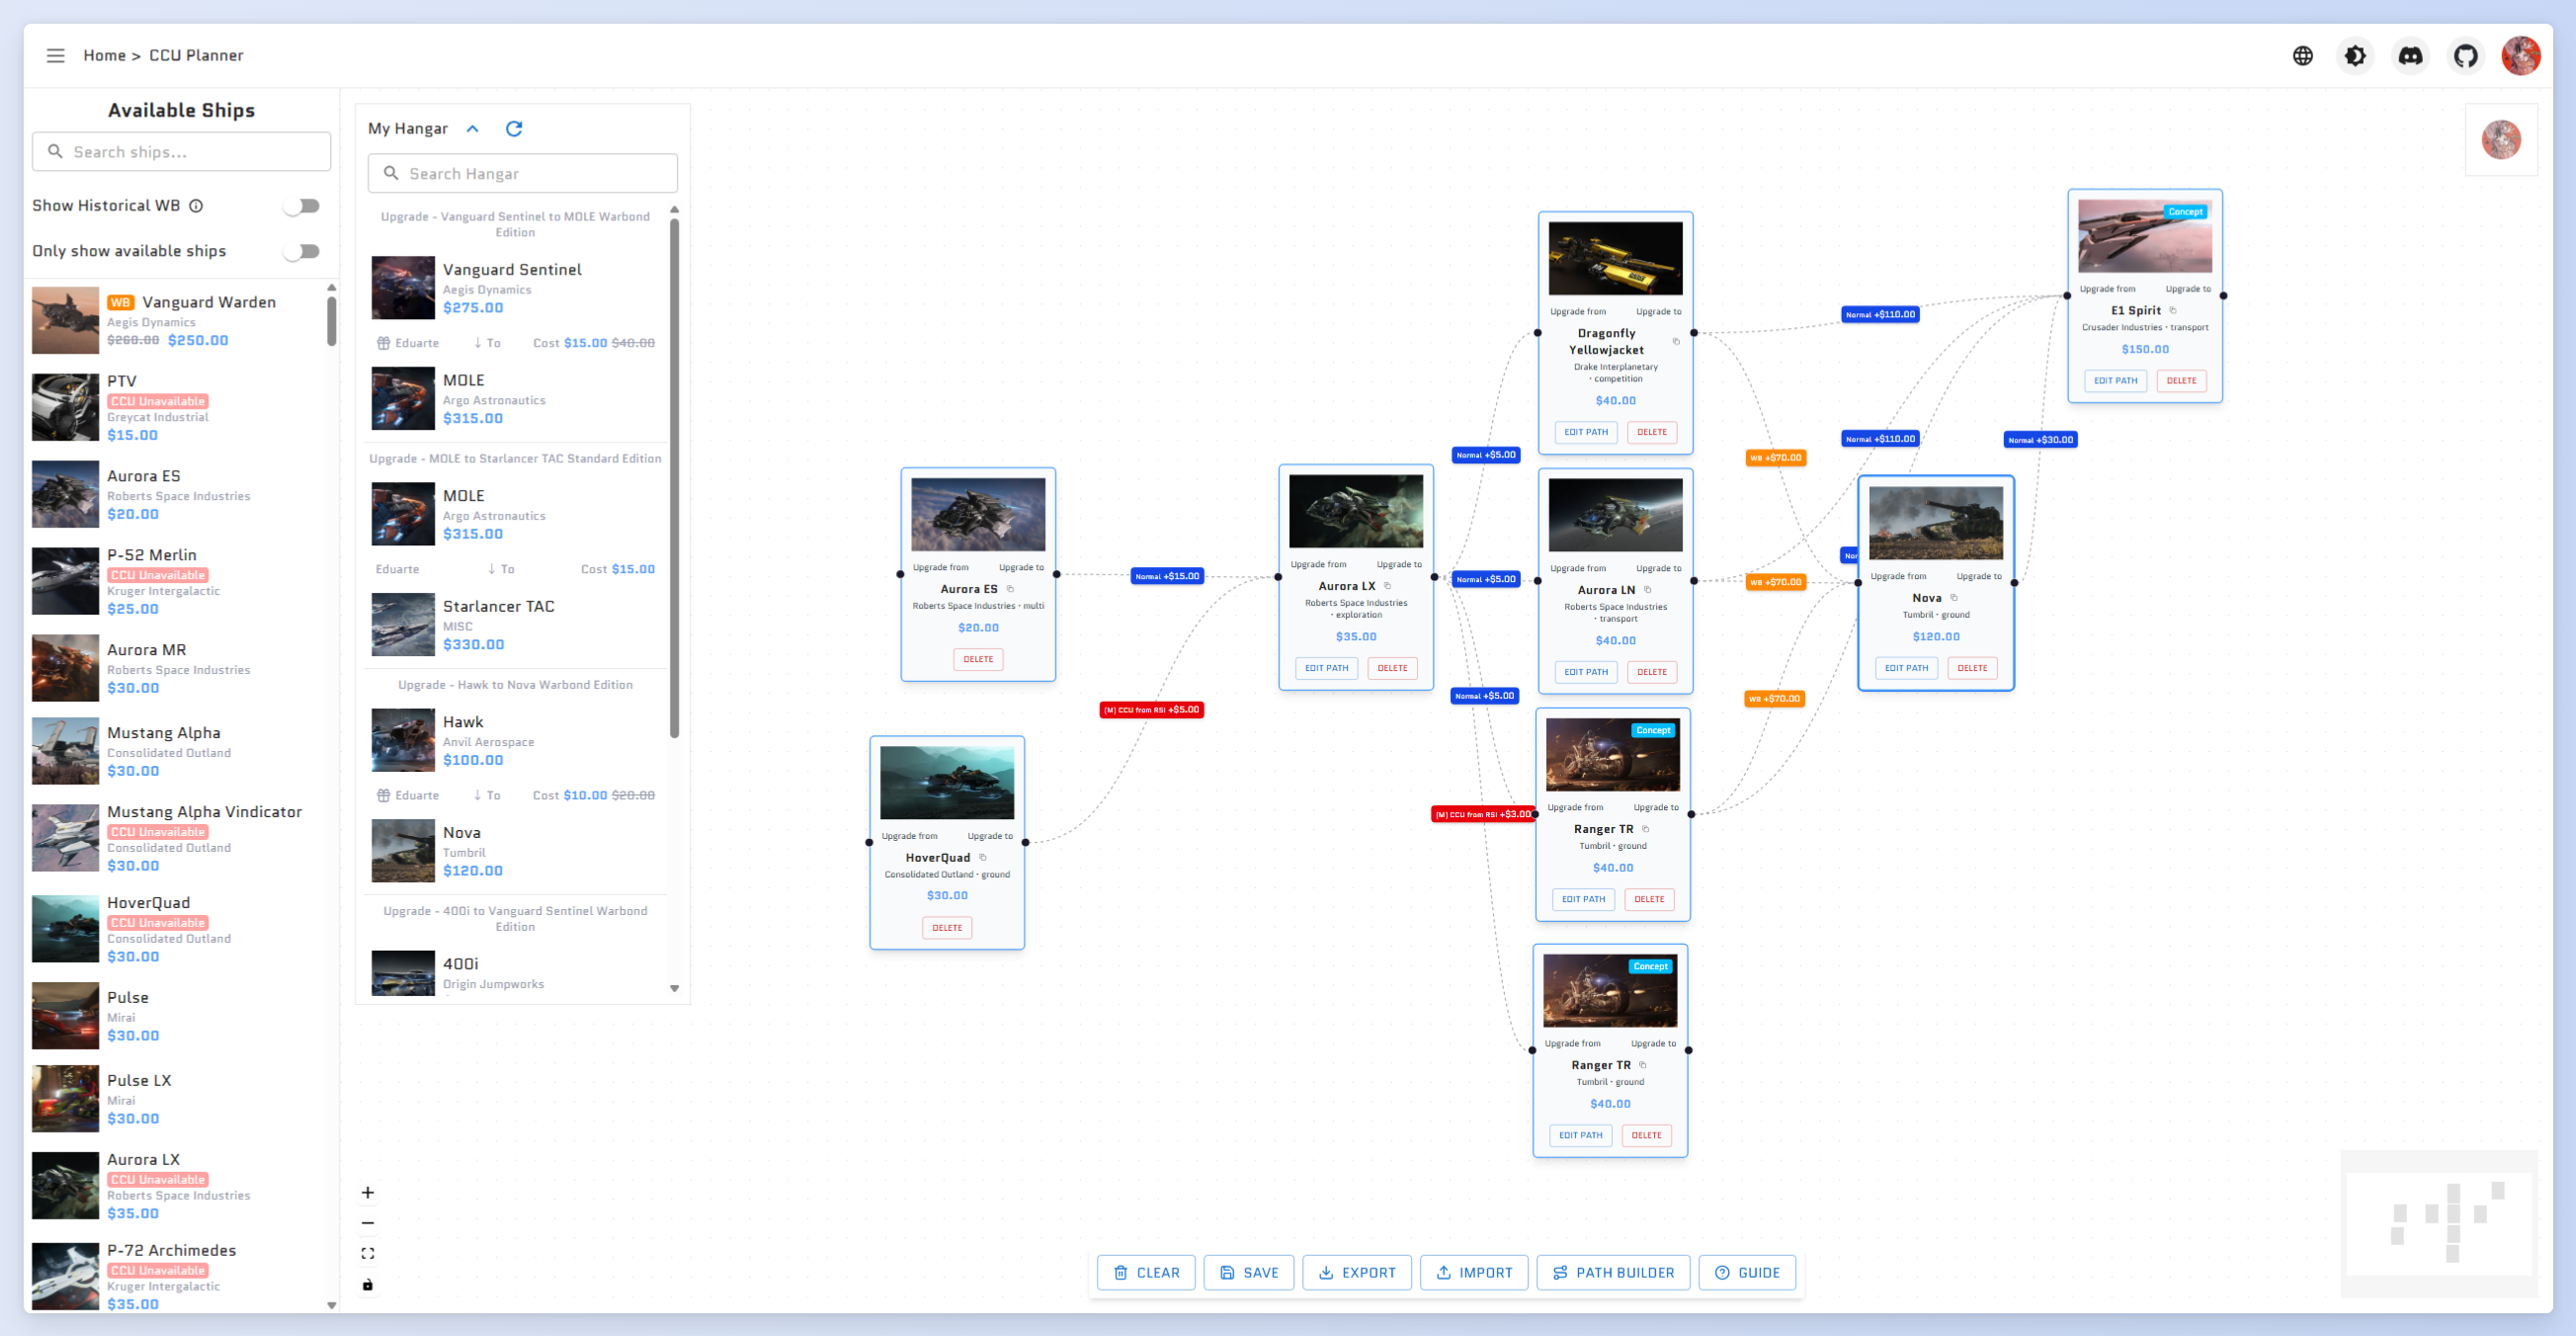 Home > CCU Planner
Available Ships
Search ships...
Show Historical WB
Only show available ships
WB Vanguard Warden
Aegis Dynamics
$260.00 $250.00
PTV
CCU Unavailable
Greycat Industrial
$15.00
Aurora ES
Roberts Space Industries
$20.00
P-52 Merlin
CCU Unavailable
Kruger Intergalactic
$25.00
Aurora MR
Roberts Space Industries
$30.00
Mustang Alpha
Consolidated Outland
$30.00
Mustang Alpha Vindicator
CCU Unavailable
Consolidated Outland
$30.00
HoverQuad
CCU Unavailable
Consolidated Outland
$30.00
Pulse
Mirai
$30.00
Pulse LX
Mirai
$30.00
Aurora LX
CCU Unavailable
Roberts Space Industries
$35.00
P-72 Archimedes
CCU Unavailable
Kruger Intergalactic
$35.00
My Hangar
Search Hangar
Upgrade - Vanguard Sentinel to MOLE Warbond
Edition
Vanguard Sentinel
Aegis Dynamics
$275.00
Eduarte ↓ To Cost $15.00 $40.00
MOLE
Argo Astronautics
$315.00
Upgrade - MOLE to Starlancer TAC Standard Edition
MOLE
Argo Astronautics
$315.00
Eduarte ↓ To Cost $15.00
Starlancer TAC
MISC
$330.00
Upgrade - Hawk to Nova Warbond Edition
Hawk
Anvil Aerospace
$100.00
Eduarte ↓ To Cost $10.00 $20.00
Nova
Tumbril
$120.00
Upgrade - 400i to Vanguard Sentinel Warbond
Edition
400i
Origin Jumpworks
Upgrade from Upgrade to
Aurora ES
Roberts Space Industries · multi
$20.00
DELETE
Upgrade from Upgrade to
HoverQuad
Consolidated Outland · ground
$30.00
DELETE
Normal +$15.00
[M] CCU from RSI +$5.00
Upgrade from Upgrade to
Aurora LX
Roberts Space Industries
· exploration
$35.00
EDIT PATH DELETE
Normal +$5.00
Normal +$5.00
Normal +$5.00
[M] CCU from RSI +$3.00
Upgrade from Upgrade to
Dragonfly
Yellowjacket
Drake Interplanetary
· competition
$40.00
EDIT PATH DELETE
Upgrade from Upgrade to
Aurora LN
Roberts Space Industries
· transport
$40.00
EDIT PATH DELETE
Concept
Upgrade from Upgrade to
Ranger TR
Tumbril · ground
$40.00
EDIT PATH DELETE
Concept
Upgrade from Upgrade to
Ranger TR
Tumbril · ground
$40.00
EDIT PATH DELETE
WB +$70.00
WB +$70.00
WB +$70.00
Normal +$110.00
Normal +$110.00
Nor
Normal +$30.00
Upgrade from Upgrade to
Nova
Tumbril · ground
$120.00
EDIT PATH DELETE
Concept
Upgrade from Upgrade to
E1 Spirit
Crusader Industries · transport
$150.00
EDIT PATH DELETE
CLEAR
SAVE
EXPORT
IMPORT
PATH BUILDER
GUIDE